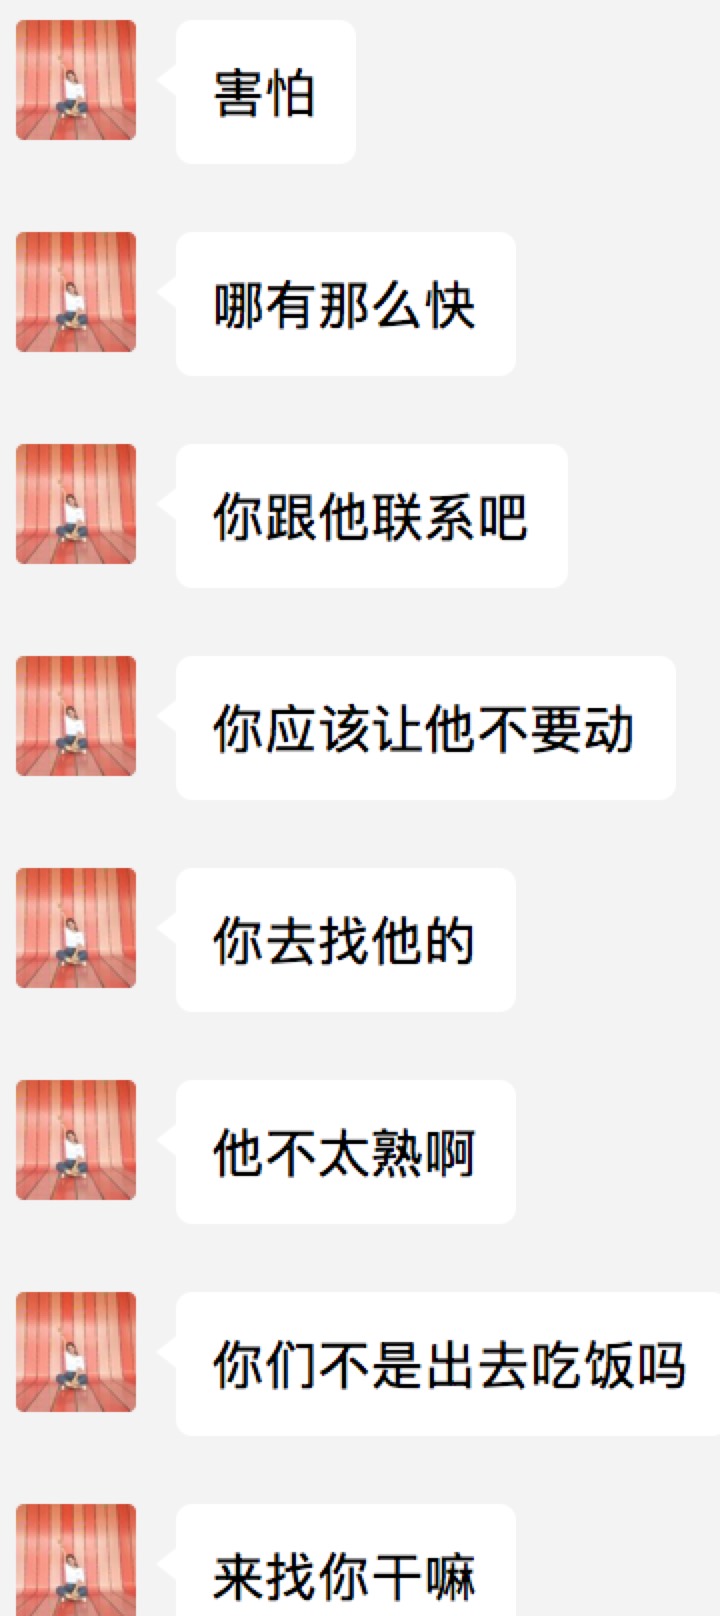 害怕
哪有那么快
你跟他联系吧
你应该让他不要动
你去找他的
他不太熟啊
你们不是出去吃饭吗
来找你干嘛